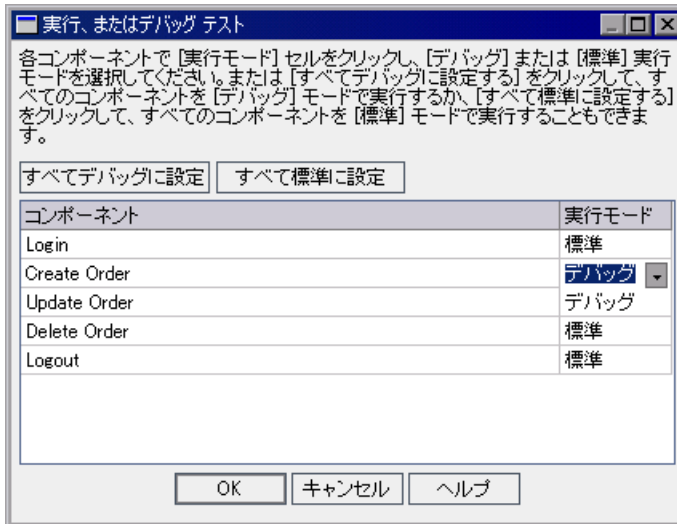 実行、またはデバッグ テスト
各コンポーネントで [実行モード] セルをクリックし、[デバッグ] または [標準] 実行
モードを選択してください。または [すべてデバッグに設定する] をクリックして、す
べてのコンポーネントを [デバッグ] モードで実行するか、[すべて標準に設定する]
をクリックして、すべてのコンポーネントを [標準] モードで実行することもできま
す。
すべてデバッグに設定 すべて標準に設定
コンポーネント 実行モード
Login 標準
Create Order デバッグ
Update Order デバッグ
Delete Order 標準
Logout 標準
OK キャンセル ヘルプ